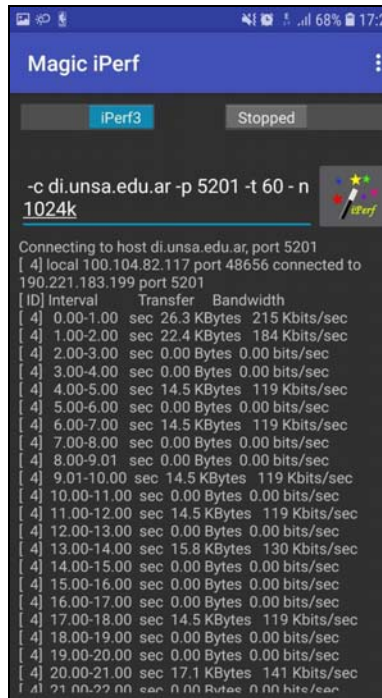 68% 17:2
Magic iPerf
iPerf3 Stopped
-c di.unsa.edu.ar -p 5201 -t 60 - n
1024k
iPerf
Connecting to host di.unsa.edu.ar, port 5201
[ 4] local 100.104.82.117 port 48656 connected to
190.221.183.199 port 5201
[ ID] Interval Transfer Bandwidth
[ 4] 0.00-1.00 sec 26.3 KBytes 215 Kbits/sec
[ 4] 1.00-2.00 sec 22.4 KBytes 184 Kbits/sec
[ 4] 2.00-3.00 sec 0.00 Bytes 0.00 bits/sec
[ 4] 3.00-4.00 sec 0.00 Bytes 0.00 bits/sec
[ 4] 4.00-5.00 sec 14.5 KBytes 119 Kbits/sec
[ 4] 5.00-6.00 sec 0.00 Bytes 0.00 bits/sec
[ 4] 6.00-7.00 sec 14.5 KBytes 119 Kbits/sec
[ 4] 7.00-8.00 sec 0.00 Bytes 0.00 bits/sec
[ 4] 8.00-9.01 sec 0.00 Bytes 0.00 bits/sec
[ 4] 9.01-10.00 sec 14.5 KBytes 119 Kbits/sec
[ 4] 10.00-11.00 sec 0.00 Bytes 0.00 bits/sec
[ 4] 11.00-12.00 sec 14.5 KBytes 119 Kbits/sec
[ 4] 12.00-13.00 sec 0.00 Bytes 0.00 bits/sec
[ 4] 13.00-14.00 sec 15.8 KBytes 130 Kbits/sec
[ 4] 14.00-15.00 sec 0.00 Bytes 0.00 bits/sec
[ 4] 15.00-16.00 sec 0.00 Bytes 0.00 bits/sec
[ 4] 16.00-17.00 sec 0.00 Bytes 0.00 bits/sec
[ 4] 17.00-18.00 sec 14.5 KBytes 119 Kbits/sec
[ 4] 18.00-19.00 sec 0.00 Bytes 0.00 bits/sec
[ 4] 19.00-20.00 sec 0.00 Bytes 0.00 bits/sec
[ 4] 20.00-21.00 sec 17.1 KBytes 141 Kbits/sec
[ 4] 21.00-22.00 sec 0.00 Bytes 0.00 bits/sec